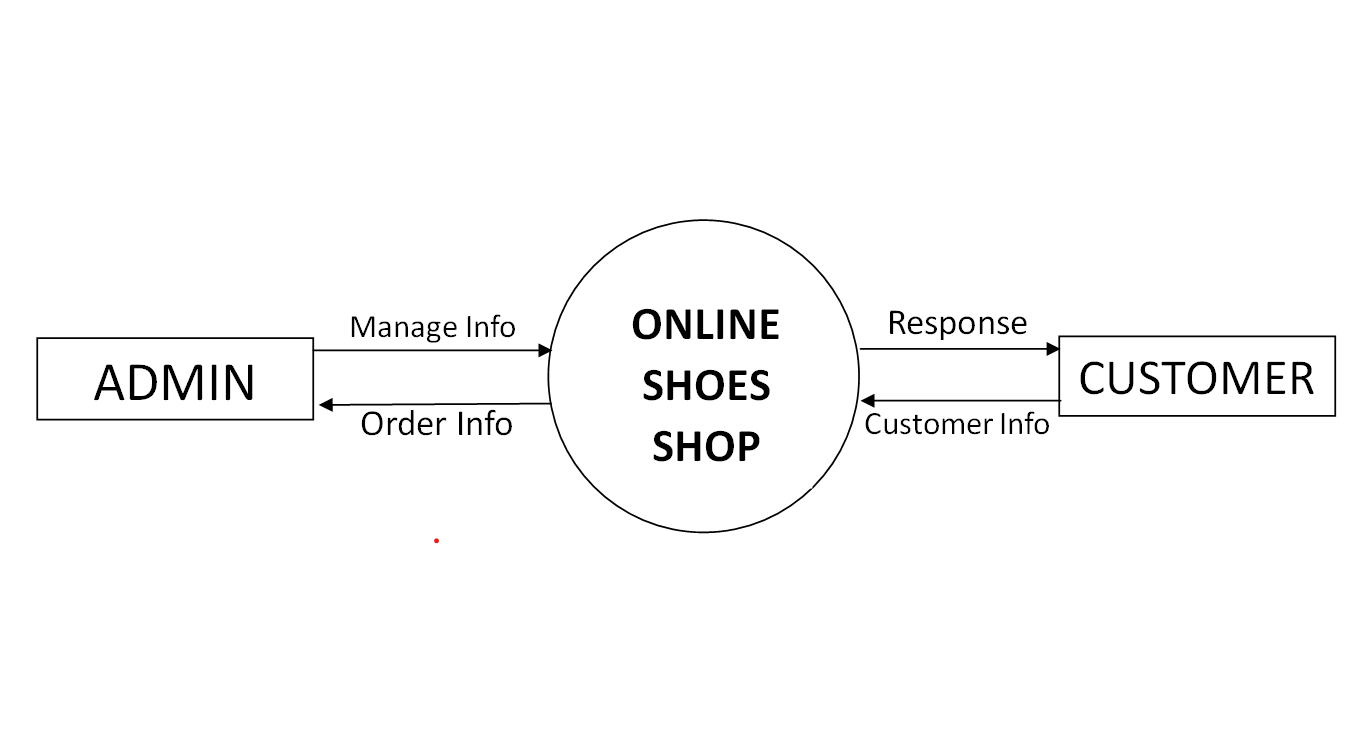 Manage Info
ADMIN
Order Info
ONLINE
SHOES
SHOP
Response
CUSTOMER
Customer Info